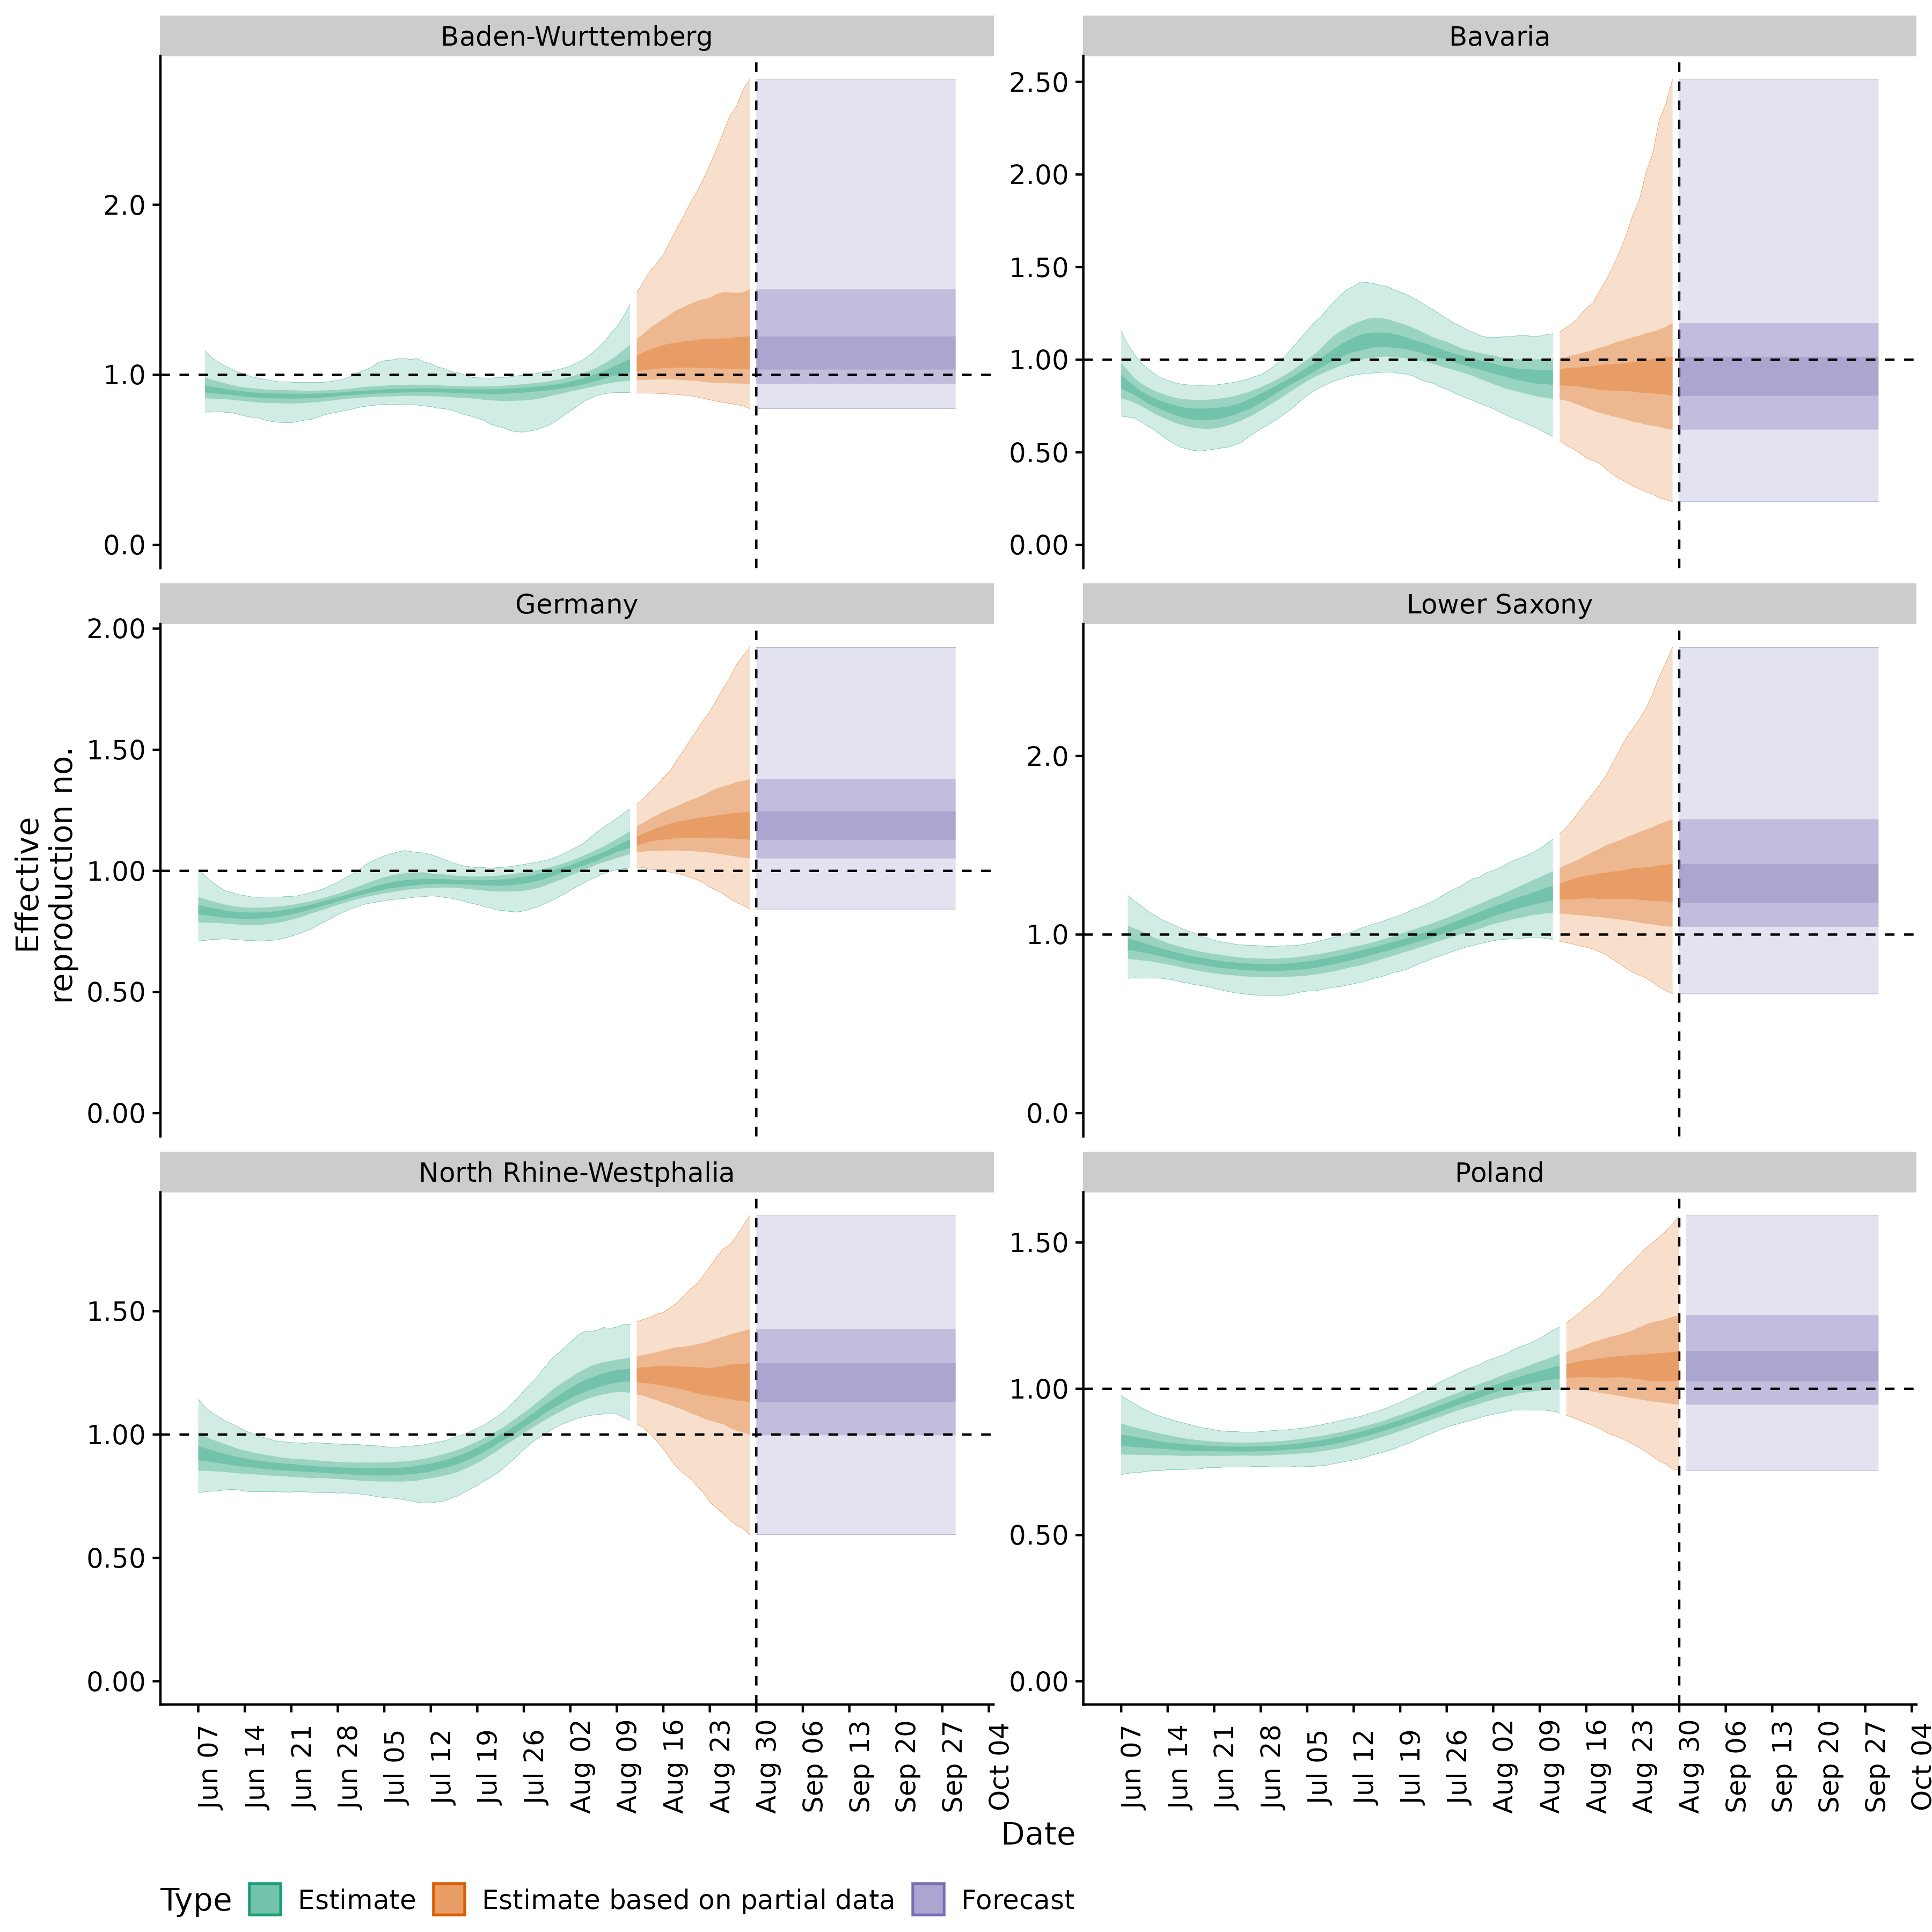 Baden-Wurttemberg
Bavaria
2.0
1.0
0.0
2.50
2.00
1.50
1.00
0.50
0.00
Germany
Lower Saxony
2.00
1.50
1.00
0.50
0.00
2.0
1.0
0.0
North Rhine-Westphalia
Poland
1.50
1.00
0.50
0.00
1.50
1.00
0.50
0.00
Effective
reproduction no.
Jun 07
Jun 14
Jun 21
Jun 28
Jul 05
Jul 12
Jul 19
Jul 26
Aug 02
Aug 09
Aug 16
Aug 23
Aug 30
Sep 06
Sep 13
Sep 20
Sep 27
Oct 04
Jun 07
Jun 14
Jun 21
Jun 28
Jul 05
Jul 12
Jul 19
Jul 26
Aug 02
Aug 09
Aug 16
Aug 23
Aug 30
Sep 06
Sep 13
Sep 20
Sep 27
Oct 04
Date
Type Estimate Estimate based on partial data Forecast